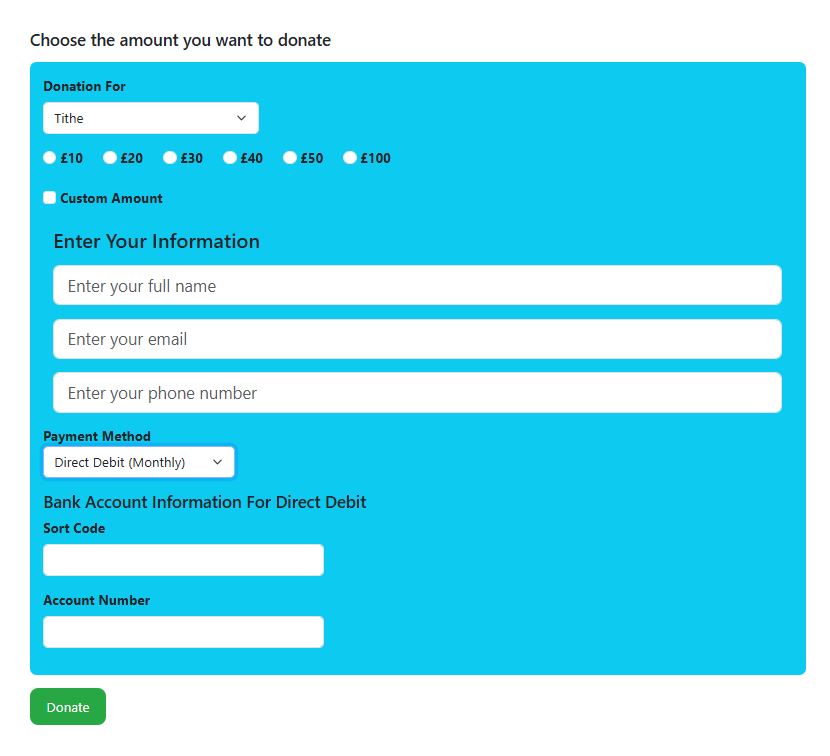 Choose the amount you want to donate
Donation For
Tithe
£10 £20 £30 £40 £50 £100
Custom Amount
Enter Your Information
Enter your full name
Enter your email
Enter your phone number
Payment Method
Direct Debit (Monthly)
Bank Account Information For Direct Debit
Sort Code
Account Number
Donate